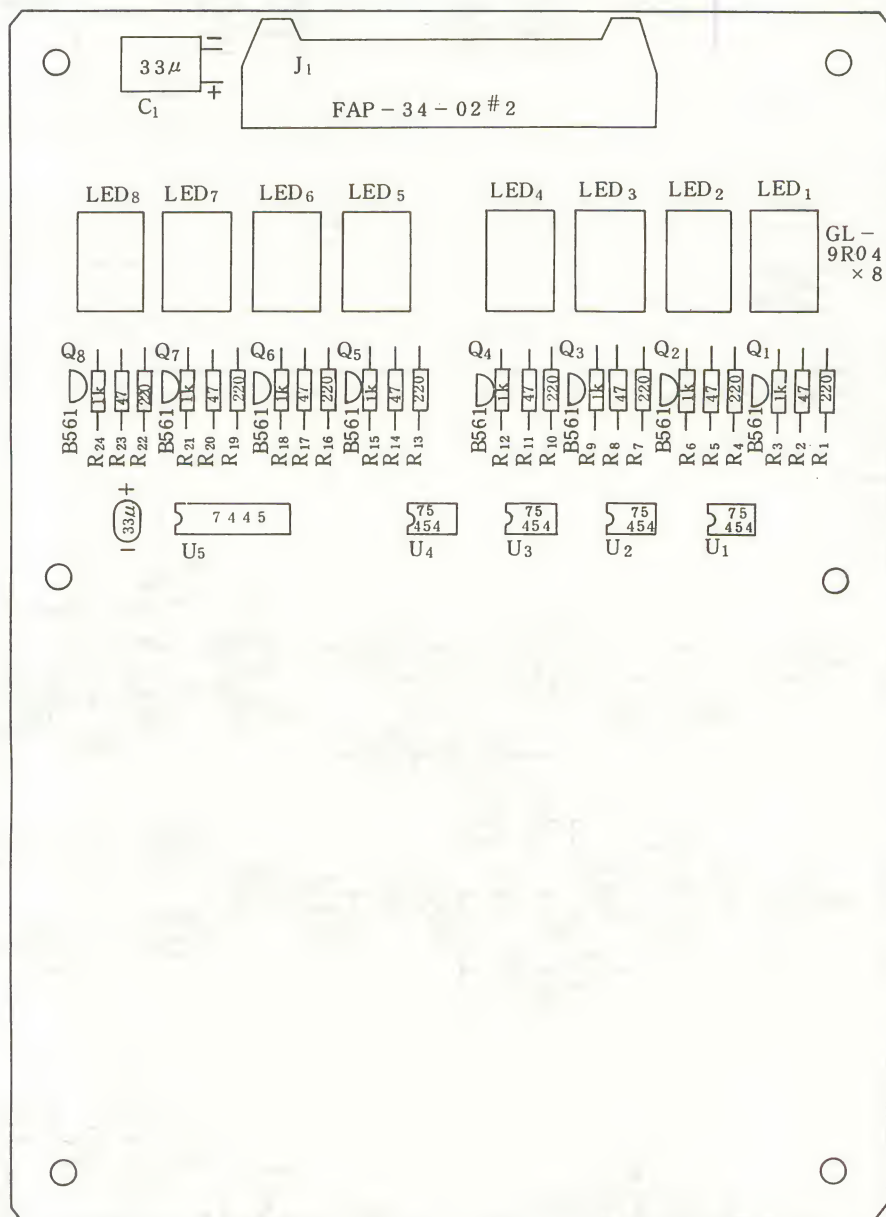 33μ − +
C1
J1
FAP-34-02#2
LED8 LED7 LED6 LED5 LED4 LED3 LED2 LED1
GL-
9R04
×8
Q8 Q7 Q6 Q5 Q4 Q3 Q2 Q1
1k 47 220 1k 47 220 1k 47 220 1k 47 220 1k 47 220 1k 47 220 1k 47 220 1k 47 220
B561 B561 B561 B561 B561 B561 B561 B561
R24 R23 R22 R21 R20 R19 R18 R17 R16 R15 R14 R13 R12 R11 R10 R9 R8 R7 R6 R5 R4 R3 R2 R1
− 33μ +
7445
U5
75
454
U4
75
454
U3
75
454
U2
75
454
U1